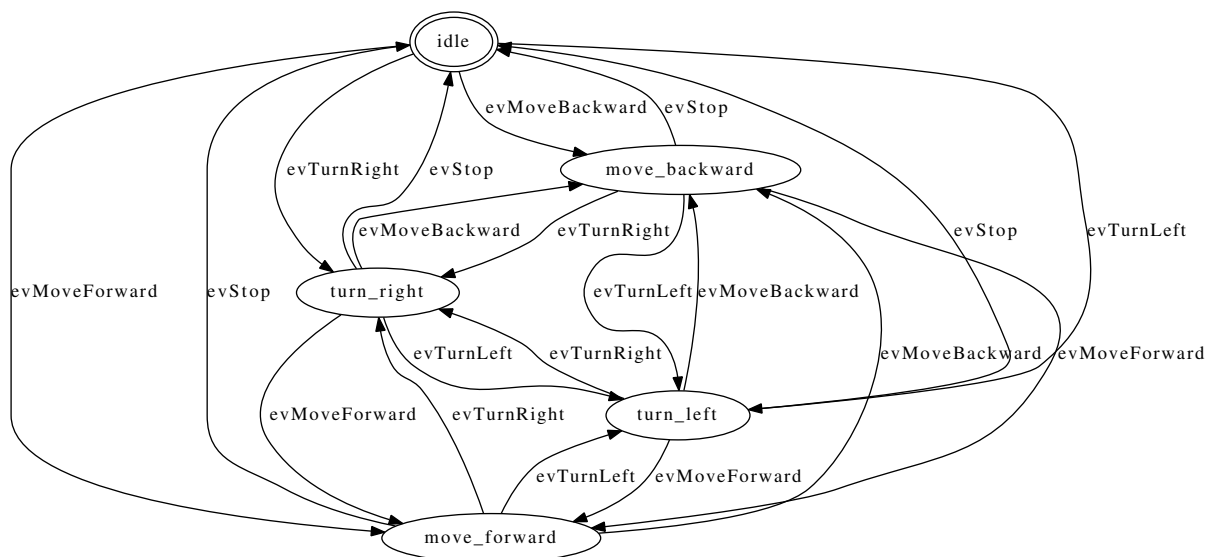 idle
evMoveBackward
evStop
evTurnRight
evStop
move_backward
evMoveBackward
evTurnRight
evStop
evTurnLeft
evMoveForward
evStop
turn_right
evTurnLeft
evMoveBackward
evTurnLeft
evTurnRight
evMoveBackward
evMoveForward
evMoveForward
evTurnRight
turn_left
evTurnLeft
evMoveForward
move_forward